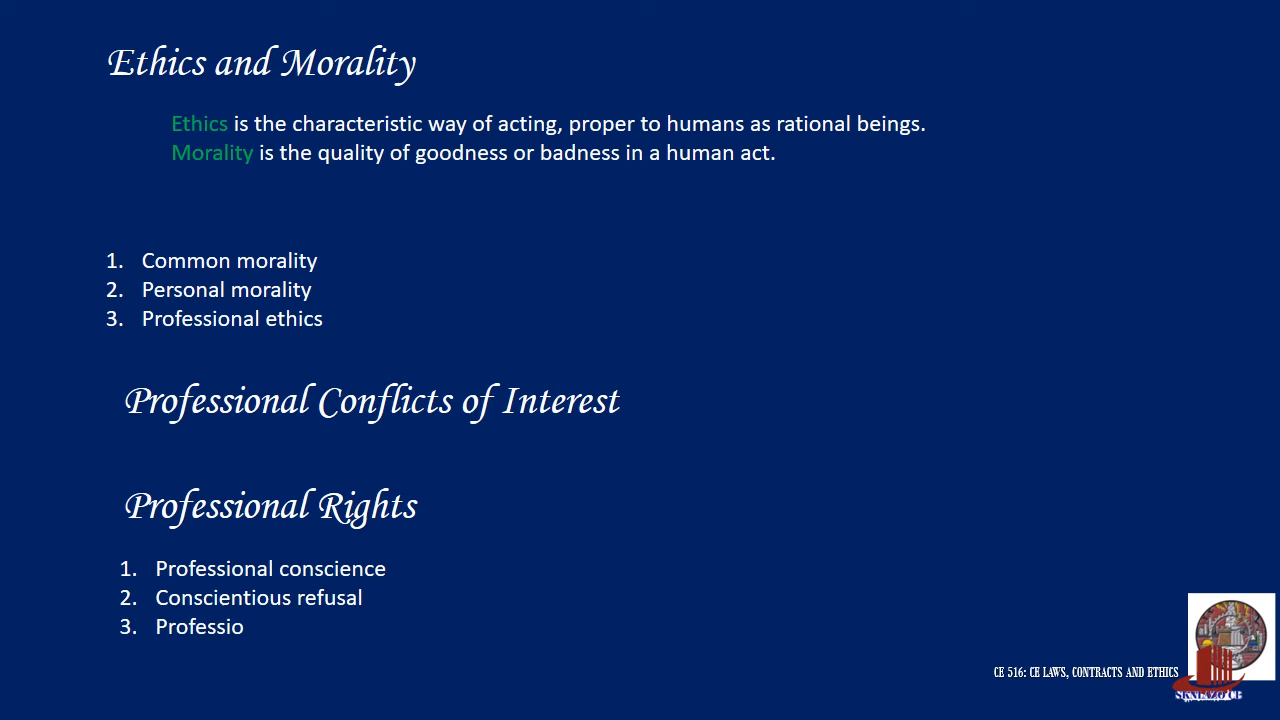 Ethics and Morality
Ethics is the characteristic way of acting, proper to humans as rational beings.
Morality is the quality of goodness or badness in a human act.
1. Common morality
2. Personal morality
3. Professional ethics
Professional Conflicts of Interest
Professional Rights
1. Professional conscience
2. Conscientious refusal
3. Professio
CE 516: CE LAWS, CONTRACTS AND ETHICS